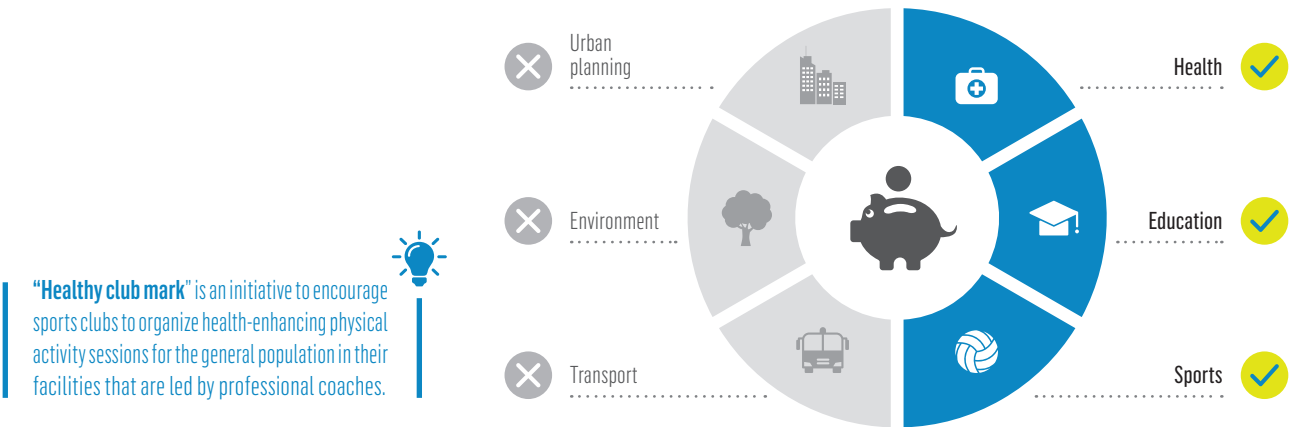 Urban
planning
Health
Environment
Education
"Healthy club mark" is an initiative to encourage
sports clubs to organize health-enhancing physical
activity sessions for the general population in their
facilities that are led by professional coaches.
Transport
Sports